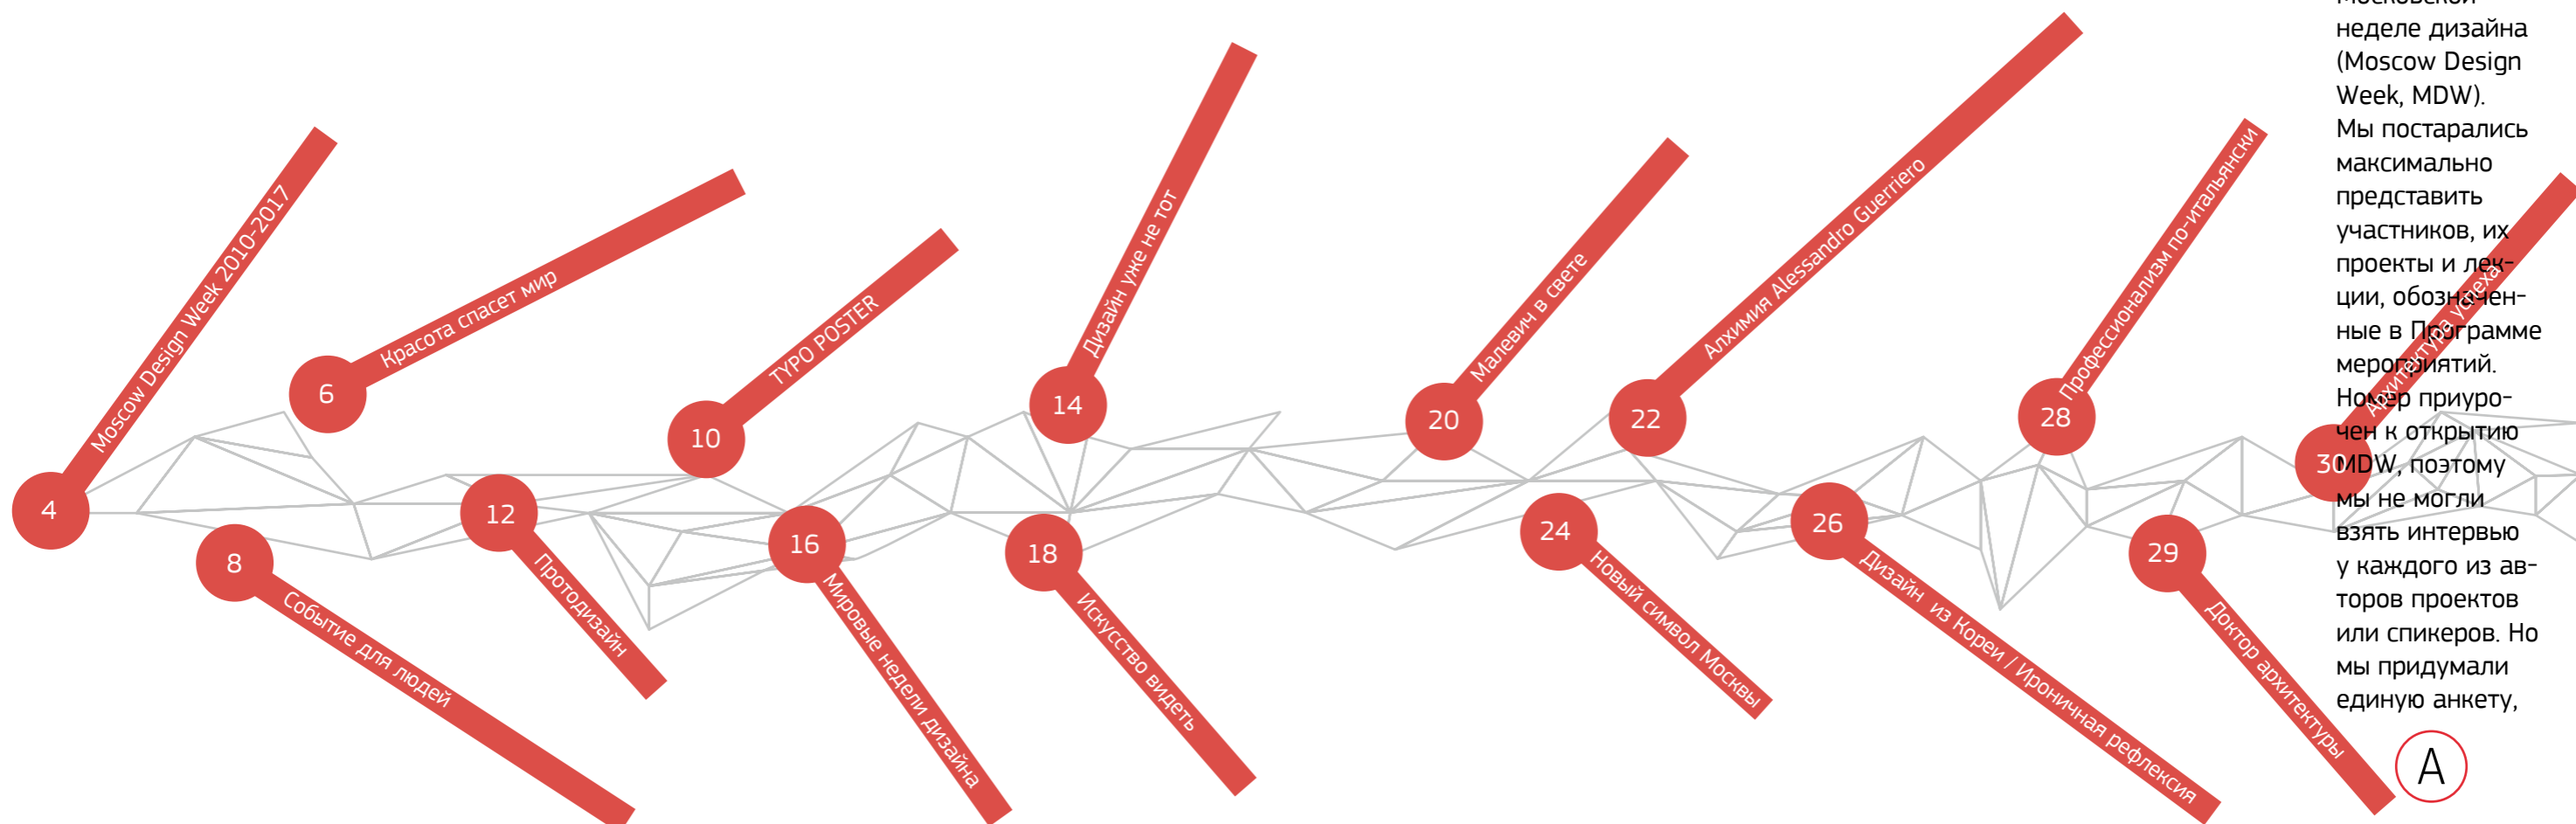 4
Moscow Design Week 2010-2017
6
Красота спасет мир
8
Событие для людей
10
TYPO POSTER
12
Протодизайн
14
Дизайн уже не тот
16
Мировые недели дизайна
18
Искусство видеть
20
Малевич в свете
22
Алхимия Alessandro Guerriero
24
Новый символ Москвы
26
Дизайн из Кореи / Ироничная рефлексия
28
Профессионализм по-итальянски
29
Доктор архитектуры
30
Архитектура успеха
Московской
неделе дизайна
(Moscow Design
Week, MDW).
Мы постарались
максимально
представить
участников, их
проекты и лек-
ции, обозначен-
ные в Программе
мероприятий.
Номер приуро-
чен к открытию
MDW, поэтому
мы не могли
взять интервью
у каждого из ав-
торов проектов
или спикеров. Но
мы придумали
единую анкету,
А